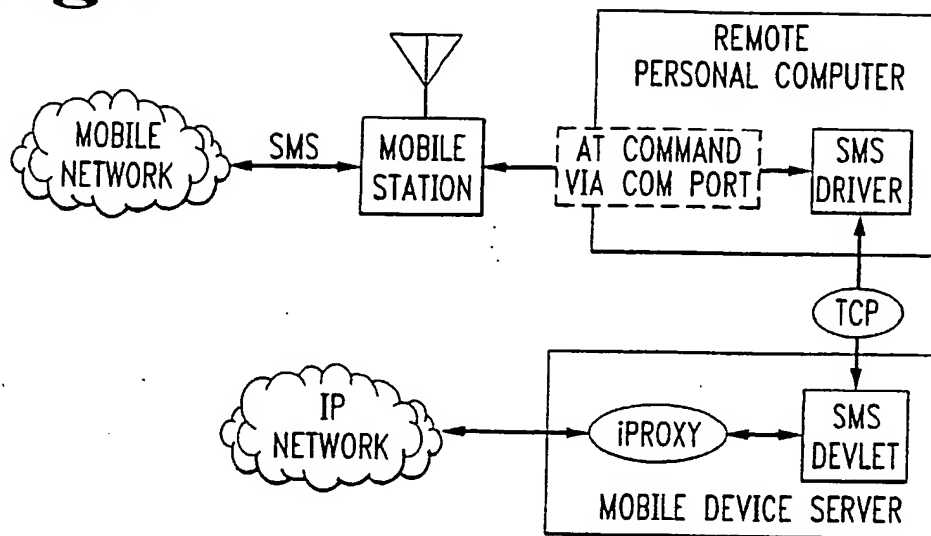 REMOTE
PERSONAL COMPUTER
MOBILE
NETWORK
SMS
MOBILE
STATION
AT COMMAND
VIA COM PORT
SMS
DRIVER
TCP
IP
NETWORK
iPROXY
SMS
DEVLET
MOBILE DEVICE SERVER